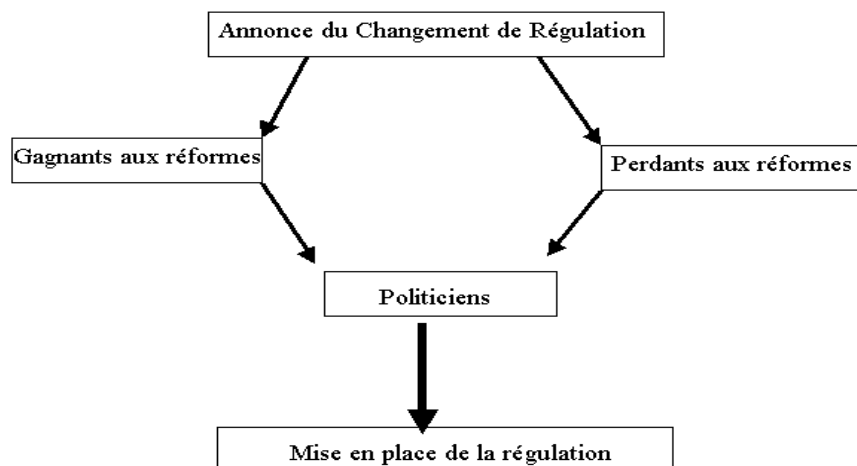 Annonce du Changement de Régulation
Gagnants aux réformes
Perdants aux réformes
Politiciens
Mise en place de la régulation